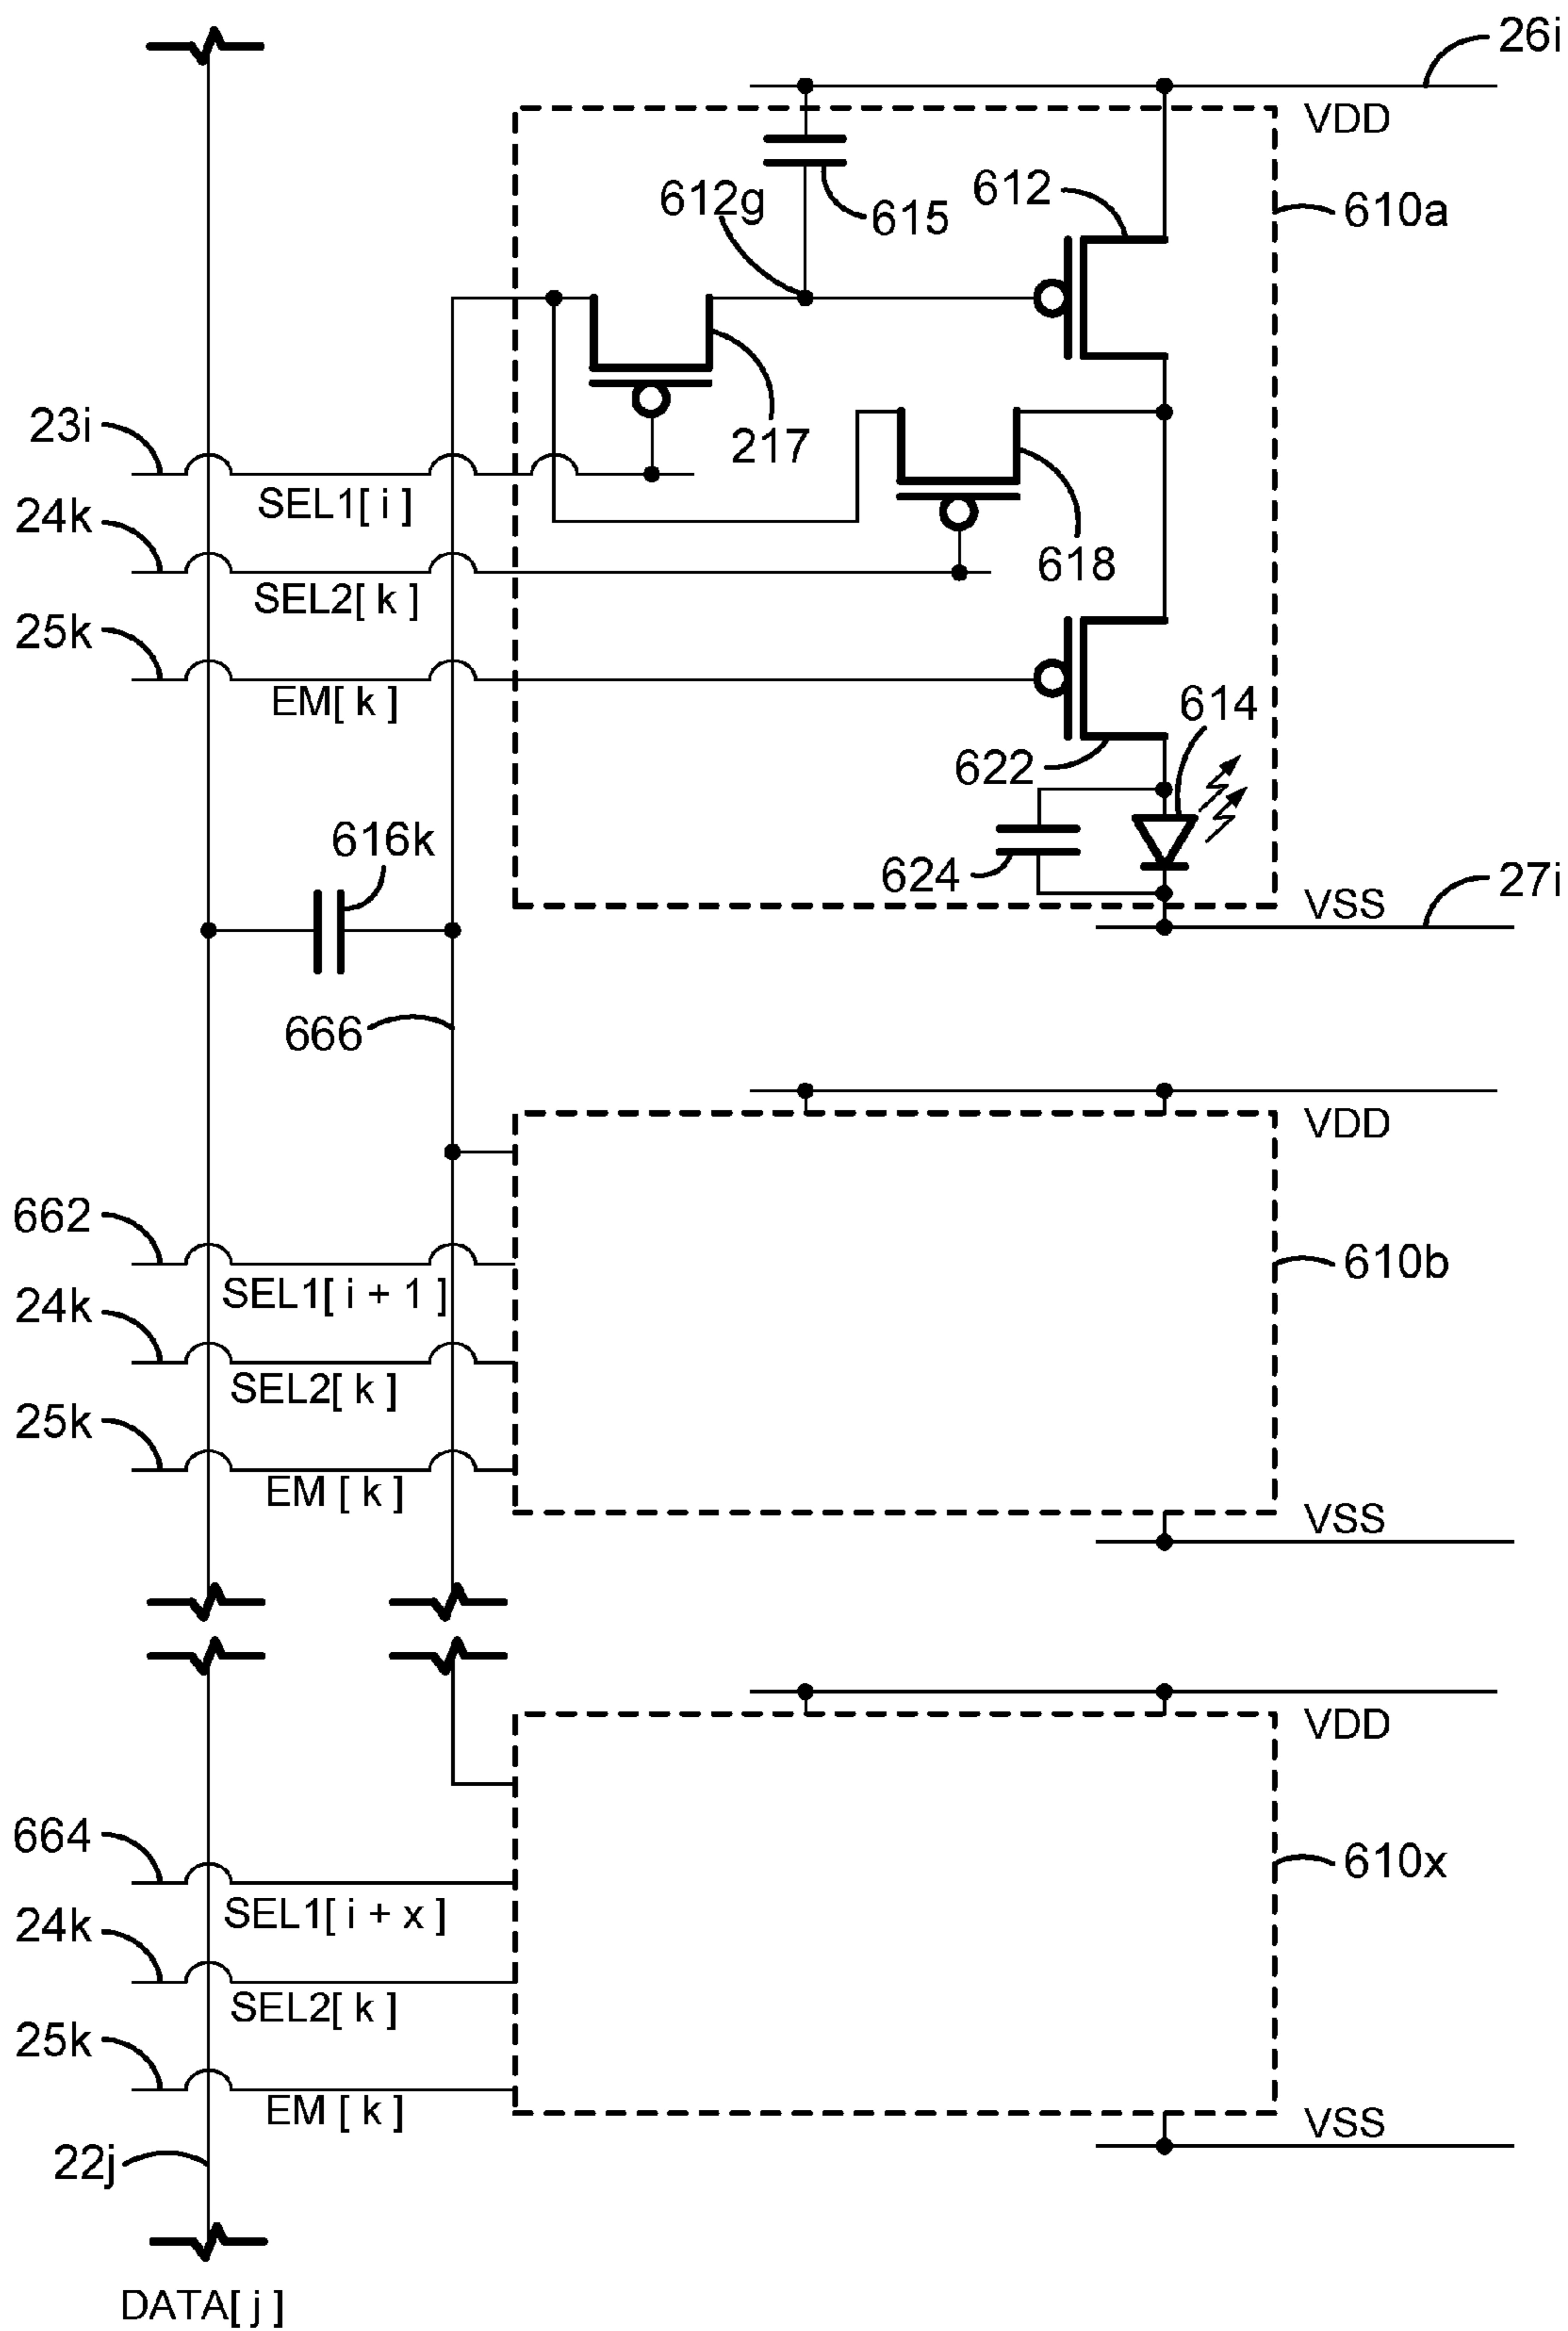 26i
VDD
612g
615
612
610a
23i
217
SEL1[ i ]
24k
618
SEL2[ k ]
25k
EM[ k ]
614
622
616k
624
27i
VSS
666
VDD
662
SEL1[ i + 1 ]
610b
24k
SEL2[ k ]
25k
EM [ k ]
VSS
VDD
664
SEL1[ i + x ]
610x
24k
SEL2[ k ]
25k
EM [ k ]
VSS
22j
DATA[ j ]